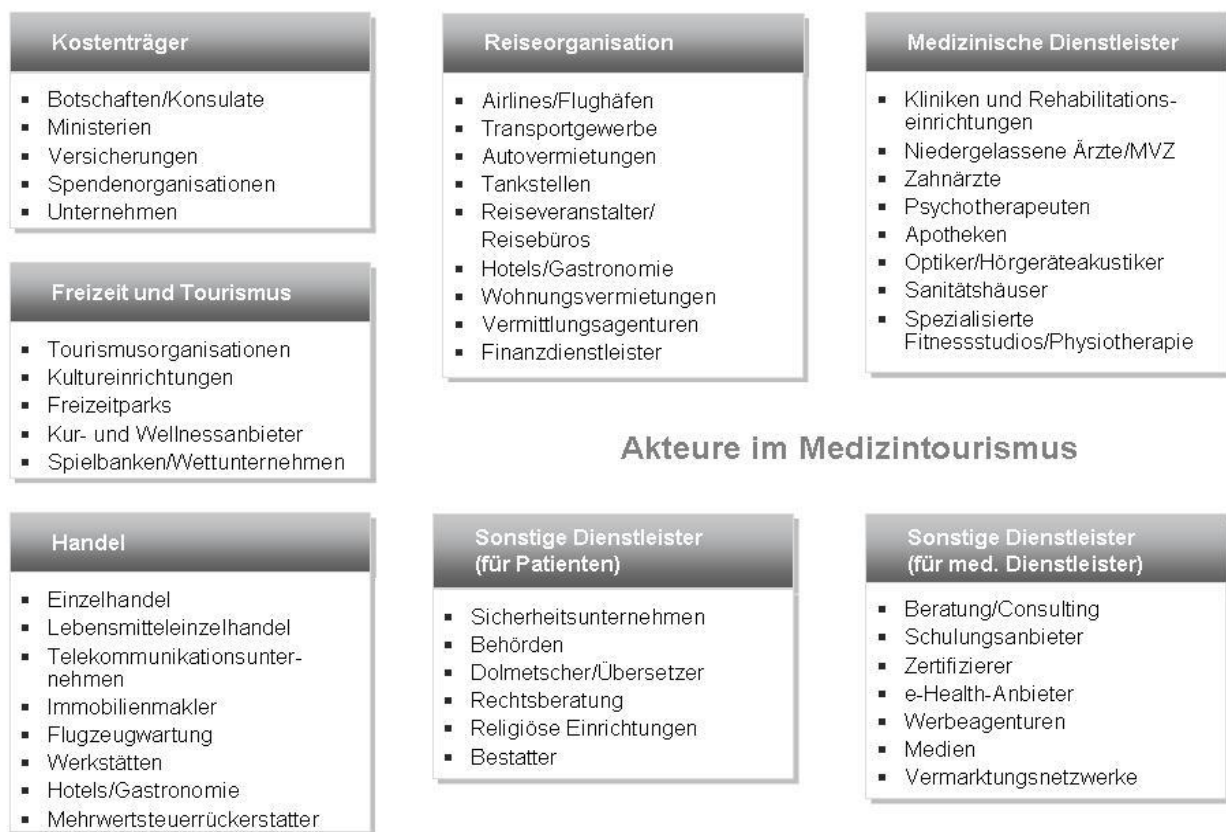 Kostenträger
Botschaften/Konsulate
Ministerien
Versicherungen
Spendenorganisationen
Unternehmen
Freizeit und Tourismus
Tourismusorganisationen
Kultureinrichtungen
Freizeitparks
Kur- und Wellnessanbieter
Spielbanken/Wettunternehmen
Handel
Einzelhandel
Lebensmitteleinzelhandel
Telekommunikationsunter-
nehmen
Immobilienmakler
Flugzeugwartung
Werkstätten
Hotels/Gastronomie
Mehrwertsteuerrückerstatter
Reiseorganisation
Airlines/Flughäfen
Transportgewerbe
Autovermietungen
Tankstellen
Reiseveranstalter/
Reisebüros
Hotels/Gastronomie
Wohnungsvermietungen
Vermittlungsagenturen
Finanzdienstleister
Medizinische Dienstleister
Kliniken und Rehabilitations-
einrichtungen
Niedergelassene Ärzte/MVZ
Zahnärzte
Psychotherapeuten
Apotheken
Optiker/Hörgeräteakustiker
Sanitätshäuser
Spezialisierte
Fitnessstudios/Physiotherapie
Akteure im Medizintourismus
Sonstige Dienstleister
(für Patienten)
Sicherheitsunternehmen
Behörden
Dolmetscher/Übersetzer
Rechtsberatung
Religiöse Einrichtungen
Bestatter
Sonstige Dienstleister
(für med. Dienstleister)
Beratung/Consulting
Schulungsanbieter
Zertifizierer
e-Health-Anbieter
Werbeagenturen
Medien
Vermarktungsnetzwerke